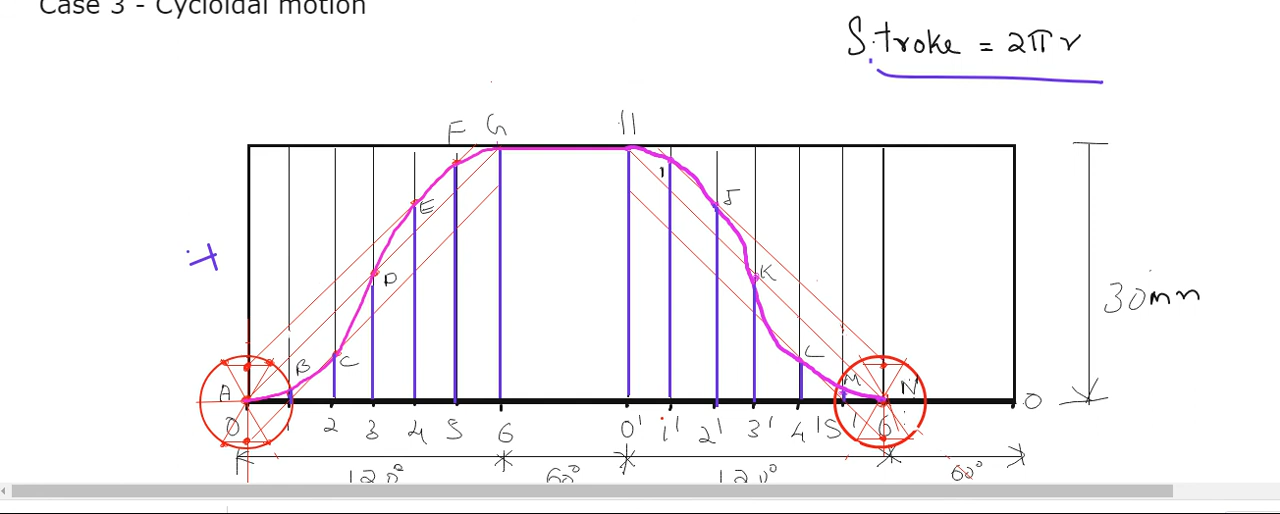 Case 3 - Cycloidal motion
Stroke = 2πr
F G H
I J
E
D K
30mm
B C L
A M N
0 1 2 3 4 5 6 0' 1' 2' 3' 4' 5' 6' 0
120° 60° 120° 60°